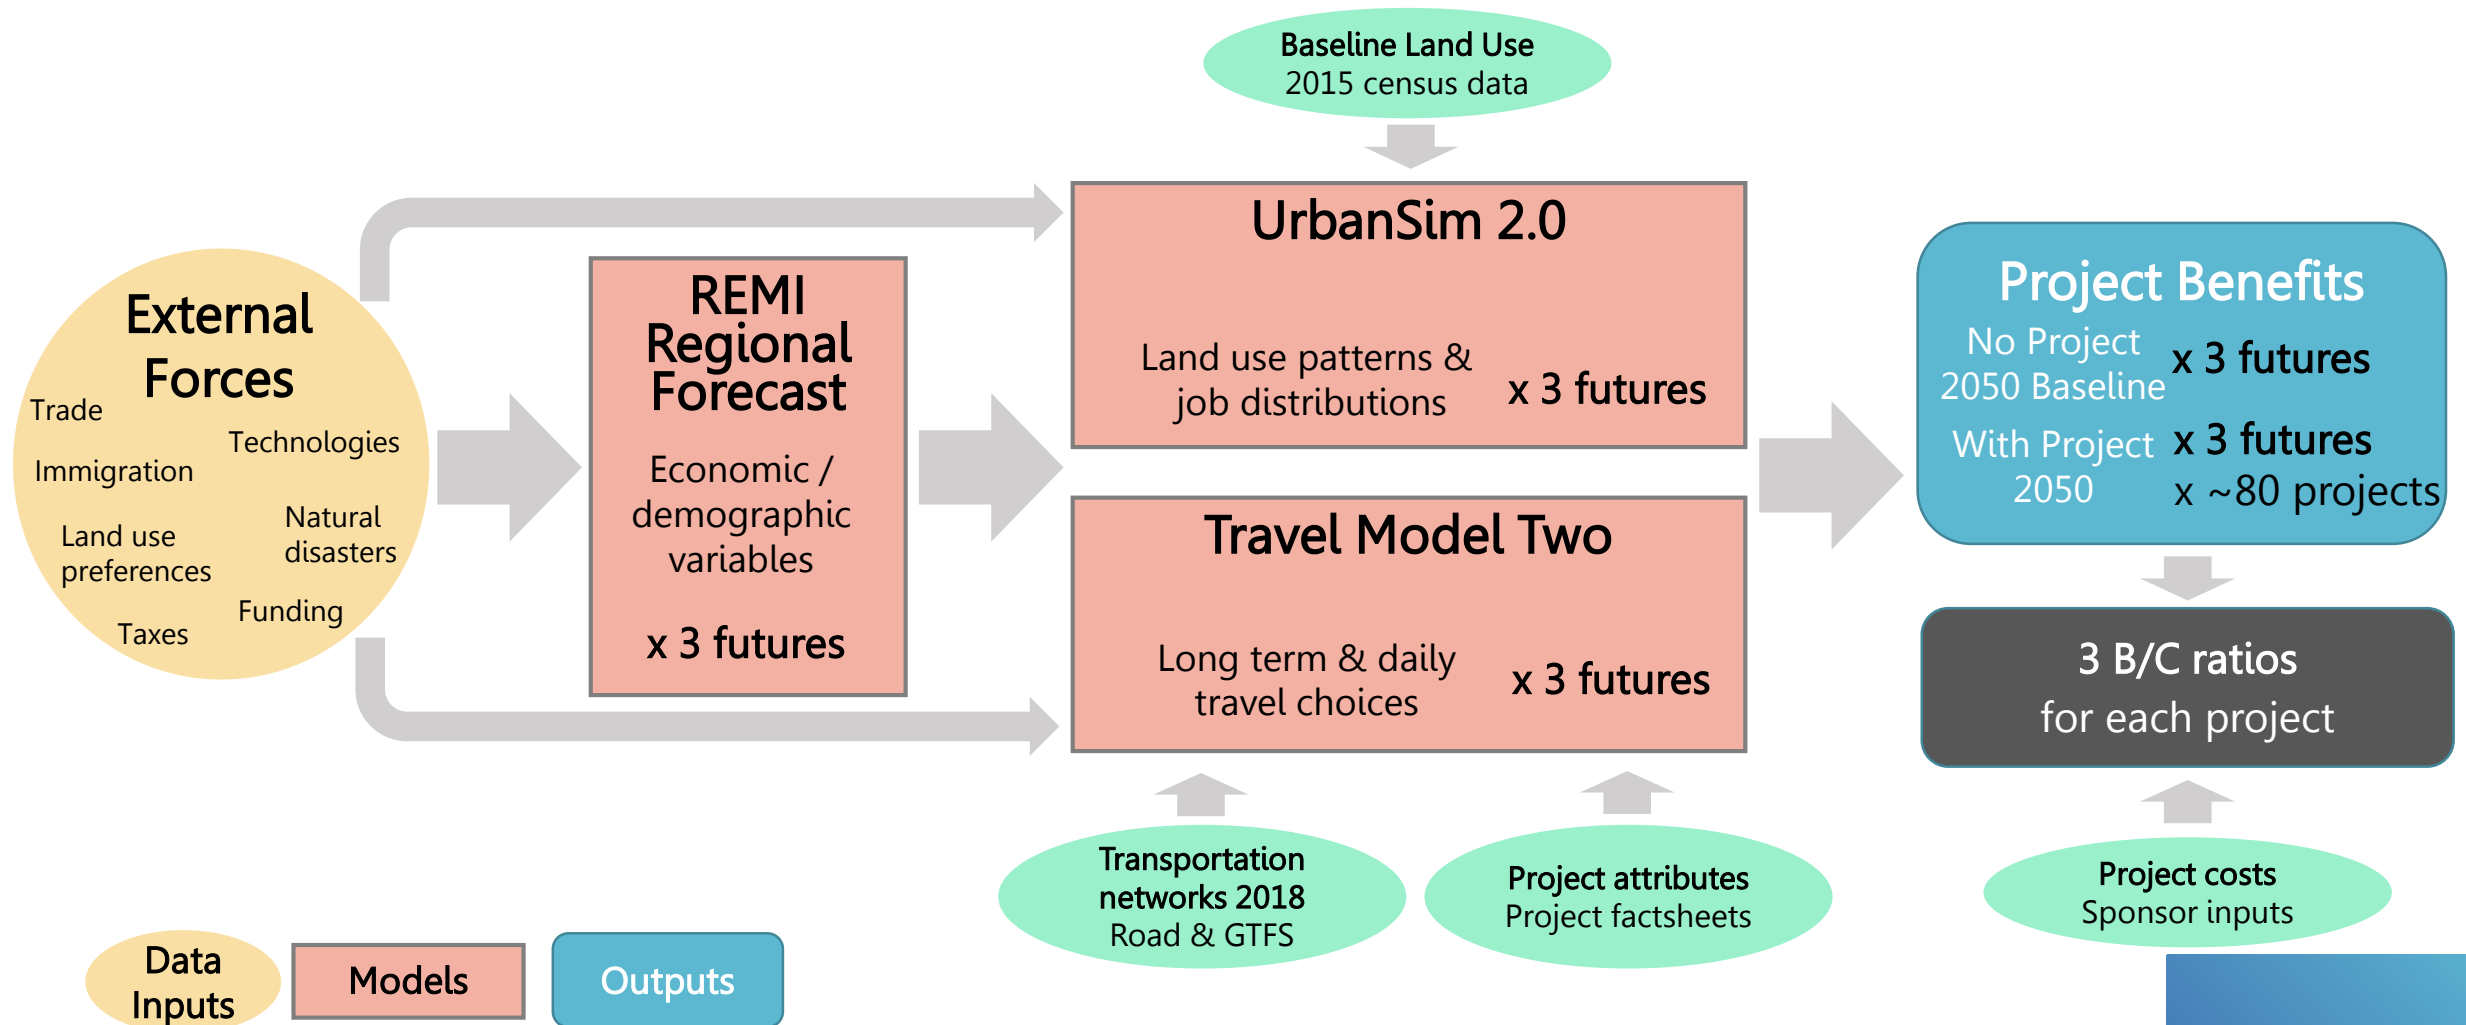 Baseline Land Use
2015 census data
External
Forces
Trade
Technologies
Immigration
Natural
disasters
Land use
preferences
Funding
Taxes
REMI
Regional
Forecast
Economic /
demographic
variables
x 3 futures
UrbanSim 2.0
Land use patterns &
job distributions
x 3 futures
Travel Model Two
Long term & daily
travel choices
x 3 futures
Project Benefits
No Project
2050 Baseline
x 3 futures
With Project
2050
x 3 futures
x ~80 projects
3 B/C ratios
for each project
Transportation
networks 2018
Road & GTFS
Project attributes
Project factsheets
Project costs
Sponsor inputs
Data
Inputs
Models
Outputs